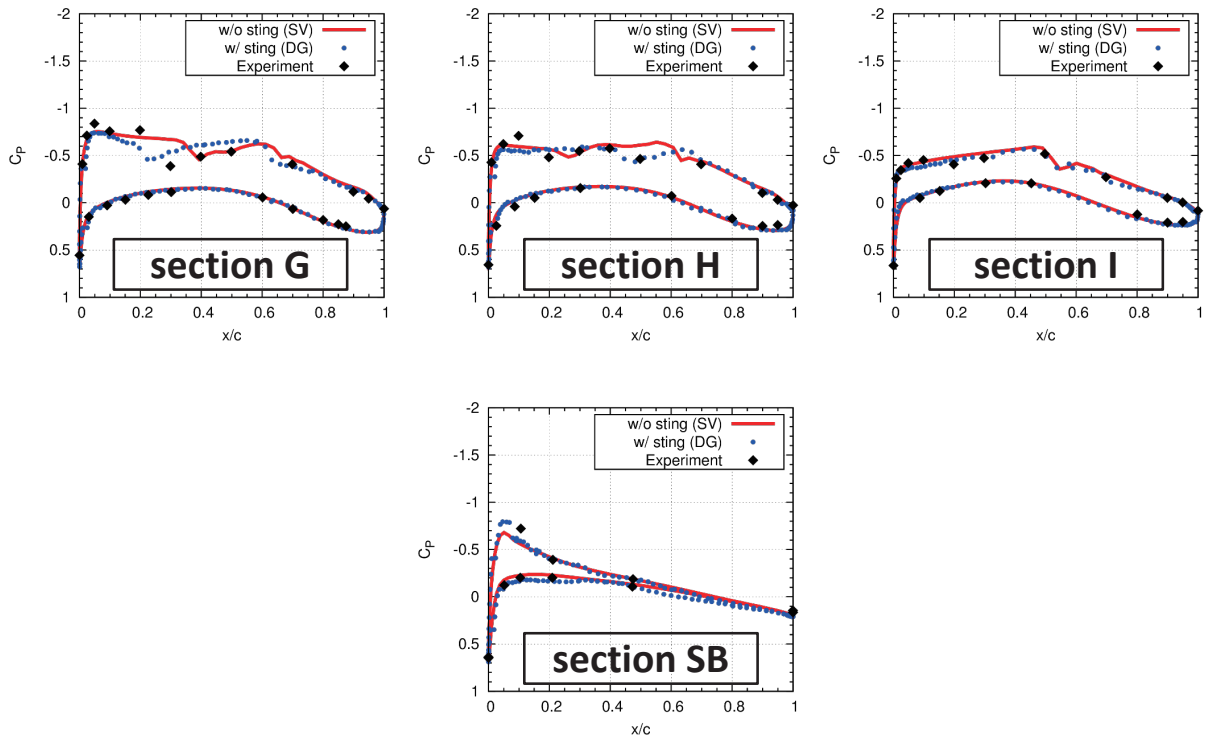 w/o sting (SV)
w/ sting (DG)
Experiment
-2
-1.5
-1
-0.5
0
0.5
1
C_P
0 0.2 0.4 0.6 0.8 1
x/c
section G
w/o sting (SV)
w/ sting (DG)
Experiment
-2
-1.5
-1
-0.5
0
0.5
1
C_P
0 0.2 0.4 0.6 0.8 1
x/c
section H
w/o sting (SV)
w/ sting (DG)
Experiment
-2
-1.5
-1
-0.5
0
0.5
1
C_P
0 0.2 0.4 0.6 0.8 1
x/c
section I
w/o sting (SV)
w/ sting (DG)
Experiment
-2
-1.5
-1
-0.5
0
0.5
1
C_P
0 0.2 0.4 0.6 0.8 1
x/c
section SB